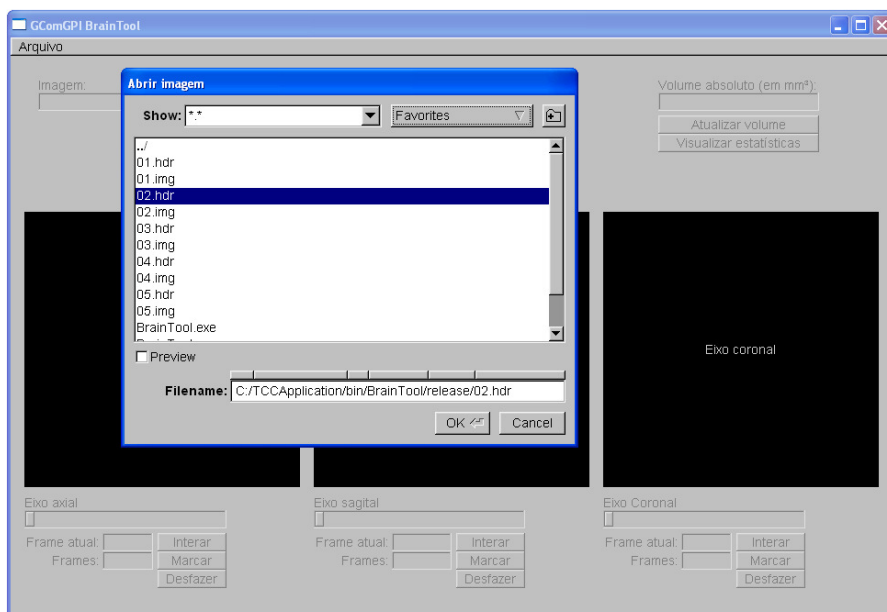 GComGPI BrainTool
Arquivo
Imagem:
Volume absoluto (em mm³):
Atualizar volume
Visualizar estatísticas
Abrir imagem
Show: *.*
Favorites
../
01.hdr
01.img
02.hdr
02.img
03.hdr
03.img
04.hdr
04.img
05.hdr
05.img
BrainTool.exe
Preview
Filename: C:/TCCApplication/bin/BrainTool/release/02.hdr
OK
Cancel
Eixo coronal
Eixo axial
Frame atual:
Interar
Frames:
Marcar
Desfazer
Eixo sagital
Frame atual:
Interar
Frames:
Marcar
Desfazer
Eixo Coronal
Frame atual:
Interar
Frames:
Marcar
Desfazer